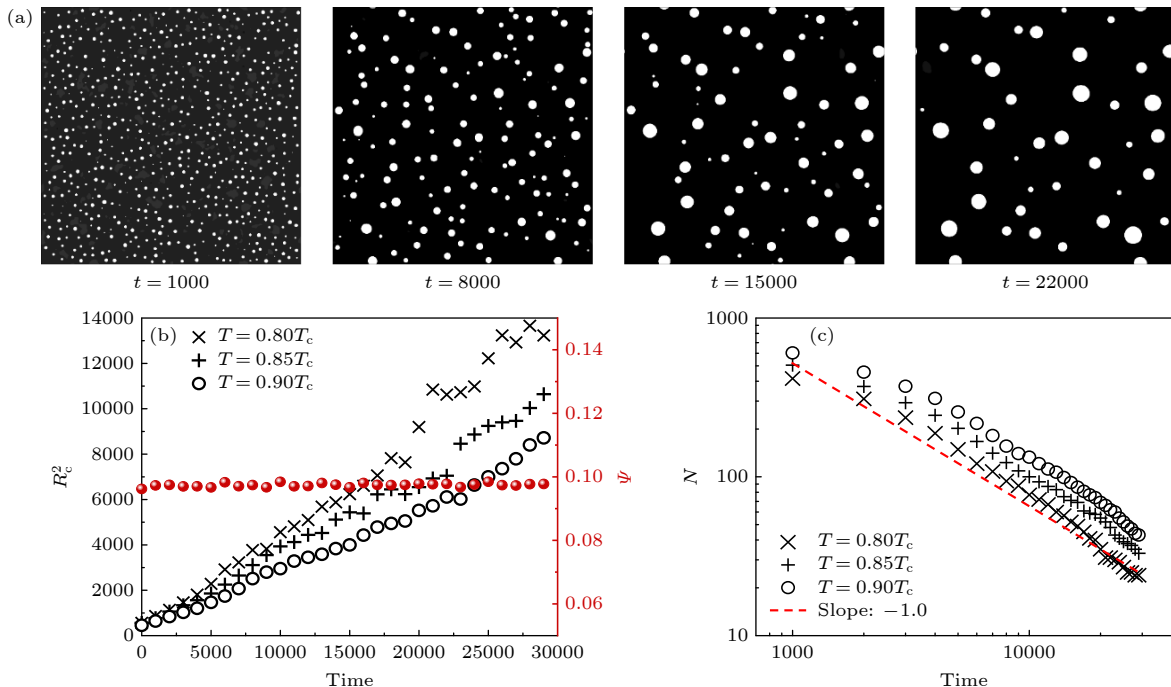 (a)
t = 1000
t = 8000
t = 15000
t = 22000
(b)
× T = 0.80Tc
+ T = 0.85Tc
○ T = 0.90Tc
14000
12000
10000
8000
6000
4000
2000
0
Rc²
0.14
0.12
0.10
0.08
0.06
Ψ
0 5000 10000 15000 20000 25000 30000
Time
(c)
1000
100
10
N
× T = 0.80Tc
+ T = 0.85Tc
○ T = 0.90Tc
Slope: −1.0
1000 10000
Time